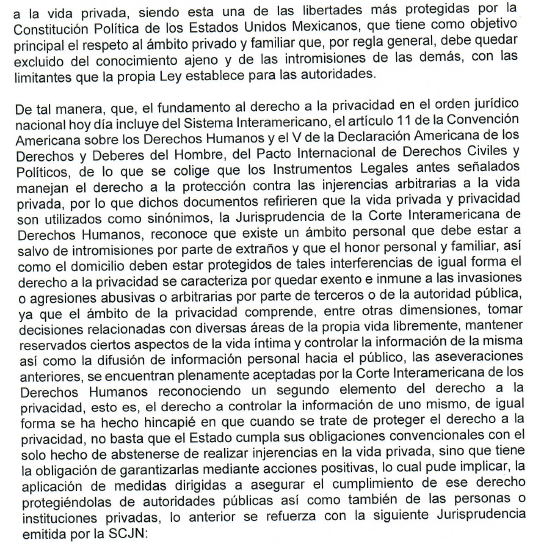 a la vida privada, siendo esta una de las libertades más protegidas por la
Constitución Política de los Estados Unidos Mexicanos, que tiene como objetivo
principal el respeto al ámbito privado y familiar que, por regla general, debe quedar
excluido del conocimiento ajeno y de las intromisiones de las demás, con las
limitantes que la propia Ley establece para las autoridades.

De tal manera, que, el fundamento al derecho a la privacidad en el orden jurídico
nacional hoy día incluye del Sistema Interamericano, el artículo 11 de la Convención
Americana sobre los Derechos Humanos y el V de la Declaración Americana de los
Derechos y Deberes del Hombre, del Pacto Internacional de Derechos Civiles y
Políticos, de lo que se colige que los Instrumentos Legales antes señalados
manejan el derecho a la protección contra las injerencias arbitrarias a la vida
privada, por lo que dichos documentos refirieren que la vida privada y privacidad
son utilizados como sinónimos, la Jurisprudencia de la Corte Interamericana de
Derechos Humanos, reconoce que existe un ámbito personal que debe estar a
salvo de intromisiones por parte de extraños y que el honor personal y familiar, así
como el domicilio deben estar protegidos de tales interferencias de igual forma el
derecho a la privacidad se caracteriza por quedar exento e inmune a las invasiones
o agresiones abusivas o arbitrarias por parte de terceros o de la autoridad pública,
ya que el ámbito de la privacidad comprende, entre otras dimensiones, tomar
decisiones relacionadas con diversas áreas de la propia vida libremente, mantener
reservados ciertos aspectos de la vida íntima y controlar la información de la misma
así como la difusión de información personal hacia el público, las aseveraciones
anteriores, se encuentran plenamente aceptadas por la Corte Interamericana de los
Derechos Humanos reconociendo un segundo elemento del derecho a la
privacidad, esto es, el derecho a controlar la información de uno mismo, de igual
forma se ha hecho hincapié en que cuando se trate de proteger el derecho a la
privacidad, no basta que el Estado cumpla sus obligaciones convencionales con el
solo hecho de abstenerse de realizar injerencias en la vida privada, sino que tiene
la obligación de garantizarlas mediante acciones positivas, lo cual pude implicar, la
aplicación de medidas dirigidas a asegurar el cumplimiento de ese derecho
protegiéndolas de autoridades públicas así como también de las personas o
instituciones privadas, lo anterior se refuerza con la siguiente Jurisprudencia
emitida por la SCJN: